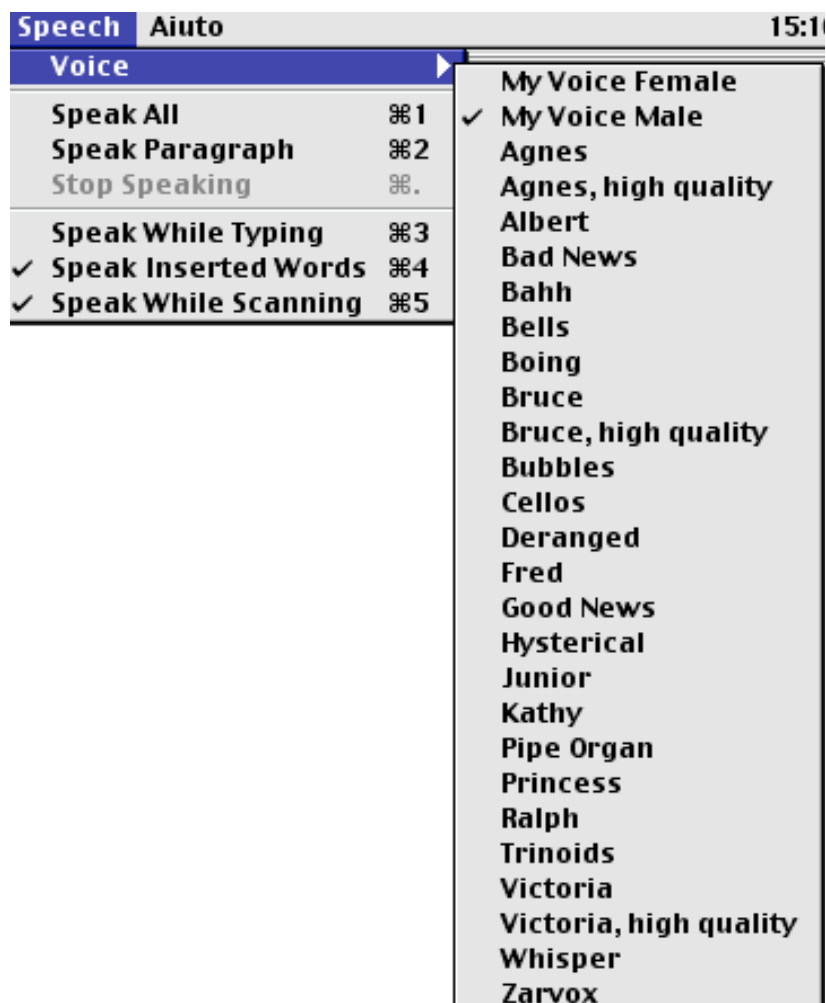 Speech Aiuto 15:10
Voice
Speak All ⌘1
Speak Paragraph ⌘2
Stop Speaking ⌘.
Speak While Typing ⌘3
✓ Speak Inserted Words ⌘4
✓ Speak While Scanning ⌘5
My Voice Female
✓ My Voice Male
Agnes
Agnes, high quality
Albert
Bad News
Bahh
Bells
Boing
Bruce
Bruce, high quality
Bubbles
Cellos
Deranged
Fred
Good News
Hysterical
Junior
Kathy
Pipe Organ
Princess
Ralph
Trinoids
Victoria
Victoria, high quality
Whisper
Zarvox